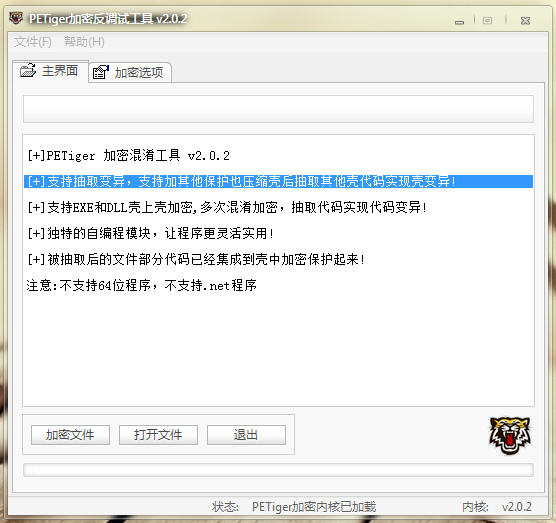 PETiger加密反调试工具 v2.0.2
文件(F) 帮助(H)
主界面 加密选项
[+]PETiger 加密混淆工具 v2.0.2
[+]支持抽取变异，支持加其他保护也压缩壳后抽取其他壳代码实现壳变异!
[+]支持EXE和DLL壳上壳加密,多次混淆加密，抽取代码实现代码变异!
[+]独特的自编程模块，让程序更灵活实用!
[+]被抽取后的文件部分代码已经集成到壳中加密保护起来!
注意:不支持64位程序，不支持.net程序
加密文件 打开文件 退出
状态: PETiger加密内核已加载 内核: v2.0.2